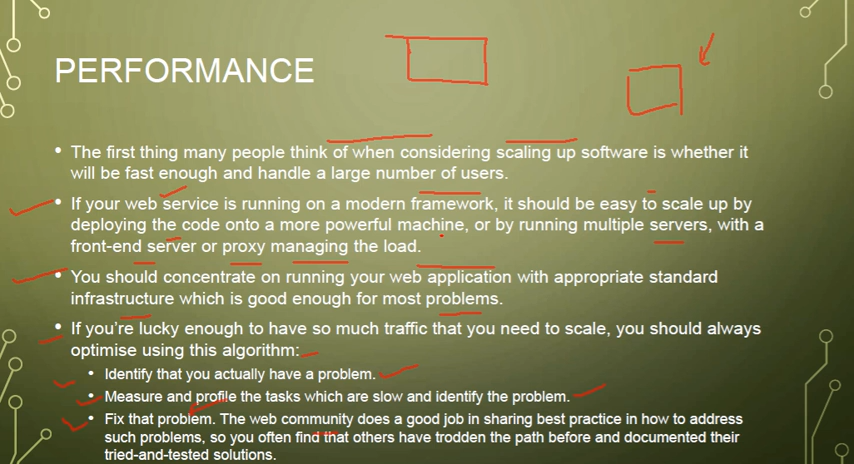 PERFORMANCE
• The first thing many people think of when considering scaling up software is whether it
will be fast enough and handle a large number of users.
• If your web service is running on a modern framework, it should be easy to scale up by
deploying the code onto a more powerful machine, or by running multiple servers, with a
front-end server or proxy managing the load.
• You should concentrate on running your web application with appropriate standard
infrastructure which is good enough for most problems.
• If you're lucky enough to have so much traffic that you need to scale, you should always
optimise using this algorithm:
• Identify that you actually have a problem.
• Measure and profile the tasks which are slow and identify the problem.
• Fix that problem. The web community does a good job in sharing best practice in how to address
such problems, so you often find that others have trodden the path before and documented their
tried-and-tested solutions.